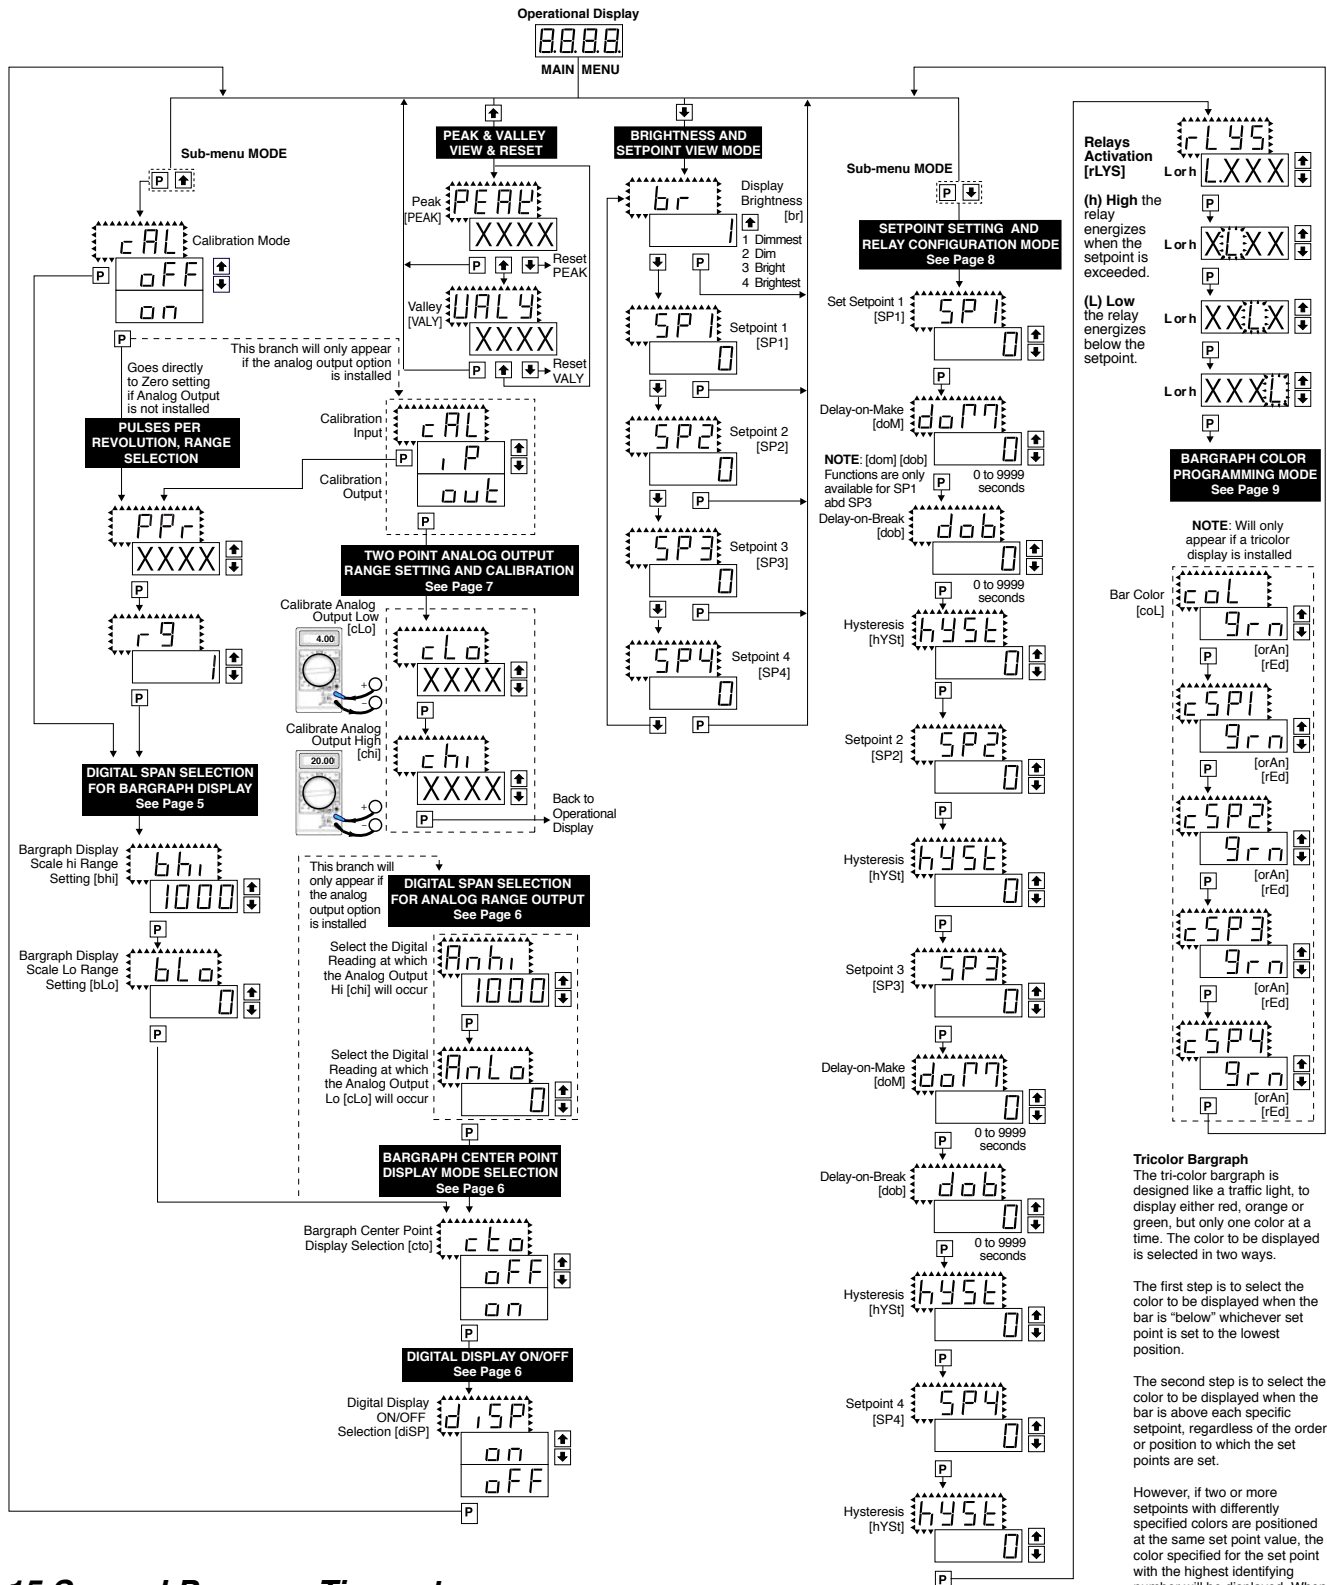 Operational Display
8.8.8.8.
MAIN MENU
Sub-menu MODE
P
cAL
Calibration Mode
P
oFF
on
P
This branch will only appear
if the analog output option
is installed
Goes directly
to Zero setting
if Analog Output
is not installed
PULSES PER
REVOLUTION, RANGE
SELECTION
PPr
XXXX
P
rg
1
P
DIGITAL SPAN SELECTION
FOR BARGRAPH DISPLAY
See Page 5
Bargraph Display
Scale hi Range
Setting [bhi]
bhi
1000
P
Bargraph Display
Scale Lo Range
Setting [bLo]
bLo
0
P
PEAK & VALLEY
VIEW & RESET
Peak
[PEAK]
PEAK
XXXX
P
Reset
PEAK
Valley
[VALY]
VALY
XXXX
P
Reset
VALY
Calibration
Input
cAL
iP
P
Calibration
Output
out
P
TWO POINT ANALOG OUTPUT
RANGE SETTING AND CALIBRATION
See Page 7
Calibrate Analog
Output Low
[cLo]
4.00
+
−
cLo
XXXX
P
Calibrate Analog
Output High
[chi]
20.00
+
−
chi
XXXX
P
Back to
Operational
Display
This branch will
only appear if
the analog
output option
is installed
DIGITAL SPAN SELECTION
FOR ANALOG RANGE OUTPUT
See Page 6
Select the Digital
Reading at which
the Analog Output
Hi [chi] will occur
Anhi
1000
P
Select the Digital
Reading at which
the Analog Output
Lo [cLo] will occur
AnLo
0
P
BARGRAPH CENTER POINT
DISPLAY MODE SELECTION
See Page 6
Bargraph Center Point
Display Selection [cto]
cto
oFF
on
P
DIGITAL DISPLAY ON/OFF
See Page 6
Digital Display
ON/OFF
Selection [diSP]
diSP
on
oFF
P
BRIGHTNESS AND
SETPOINT VIEW MODE
br
1
Display
Brightness
[br]
1 Dimmest
2 Dim
3 Bright
4 Brightest
P
SP1
0
Setpoint 1
[SP1]
P
SP2
0
Setpoint 2
[SP2]
P
SP3
0
Setpoint 3
[SP3]
P
SP4
0
Setpoint 4
[SP4]
P
Sub-menu MODE
P
SETPOINT SETTING AND
RELAY CONFIGURATION MODE
See Page 8
Set Setpoint 1
[SP1]
SP1
0
P
Delay-on-Make
[doM]
doM
0
0 to 9999
seconds
NOTE: [dom] [dob]
Functions are only
available for SP1
abd SP3
P
Delay-on-Break
[dob]
dob
0
0 to 9999
seconds
P
Hysteresis
[hYSt]
hYSt
0
P
Setpoint 2
[SP2]
SP2
0
P
Hysteresis
[hYSt]
hYSt
0
P
Setpoint 3
[SP3]
SP3
0
P
Delay-on-Make
[doM]
doM
0
0 to 9999
seconds
P
Delay-on-Break
[dob]
dob
0
0 to 9999
seconds
P
Hysteresis
[hYSt]
hYSt
0
P
Setpoint 4
[SP4]
SP4
0
P
Hysteresis
[hYSt]
hYSt
0
P
Relays
Activation
[rLYS]
(h) High the
relay
energizes
when the
setpoint is
exceeded.
(L) Low
the relay
energizes
below the
setpoint.
rLYS
L or h
L.XXX
P
L or h
XLXX
P
L or h
XXLX
P
L or h
XXXL
P
BARGRAPH COLOR
PROGRAMMING MODE
See Page 9
NOTE: Will only
appear if a tricolor
display is installed
Bar Color
[coL]
coL
grn
[orAn]
[rEd]
P
cSP1
grn
[orAn]
[rEd]
P
cSP2
grn
[orAn]
[rEd]
P
cSP3
grn
[orAn]
[rEd]
P
cSP4
grn
[orAn]
[rEd]
P
Tricolor Bargraph
The tri-color bargraph is
designed like a traffic light, to
display either red, orange or
green, but only one color at a
time. The color to be displayed
is selected in two ways.
The first step is to select the
color to be displayed when the
bar is “below” whichever set
point is set to the lowest
position.
The second step is to select the
color to be displayed when the
bar is above each specific
setpoint, regardless of the order
or position to which the set
points are set.
However, if two or more
setpoints with differently
specified colors are positioned
at the same set point value, the
color specified for the set point
with the highest identifying